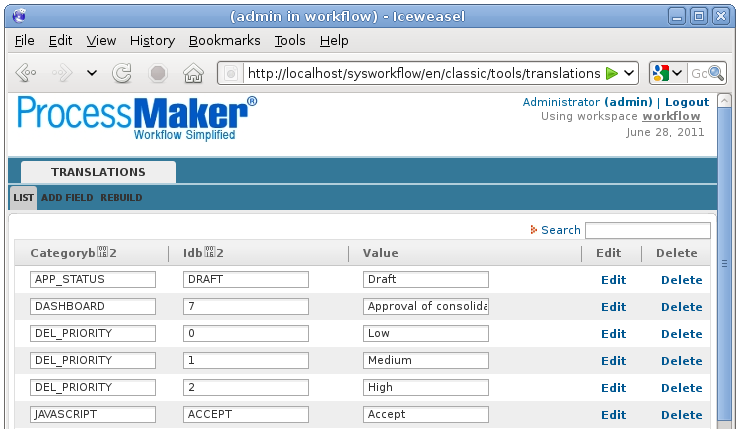 (admin in workflow) - Iceweasel
File Edit View History Bookmarks Tools Help
http://localhost/sysworkflow/en/classic/tools/translations Go
ProcessMaker®
Workflow Simplified
Administrator (admin) | Logout
Using workspace workflow
June 28, 2011
TRANSLATIONS
LIST ADD FIELD REBUILD
Search
Categoryb 2 Idb 2 Value Edit Delete
APP_STATUS DRAFT Draft Edit Delete
DASHBOARD 7 Approval of consolida Edit Delete
DEL_PRIORITY 0 Low Edit Delete
DEL_PRIORITY 1 Medium Edit Delete
DEL_PRIORITY 2 High Edit Delete
JAVASCRIPT ACCEPT Accept Edit Delete